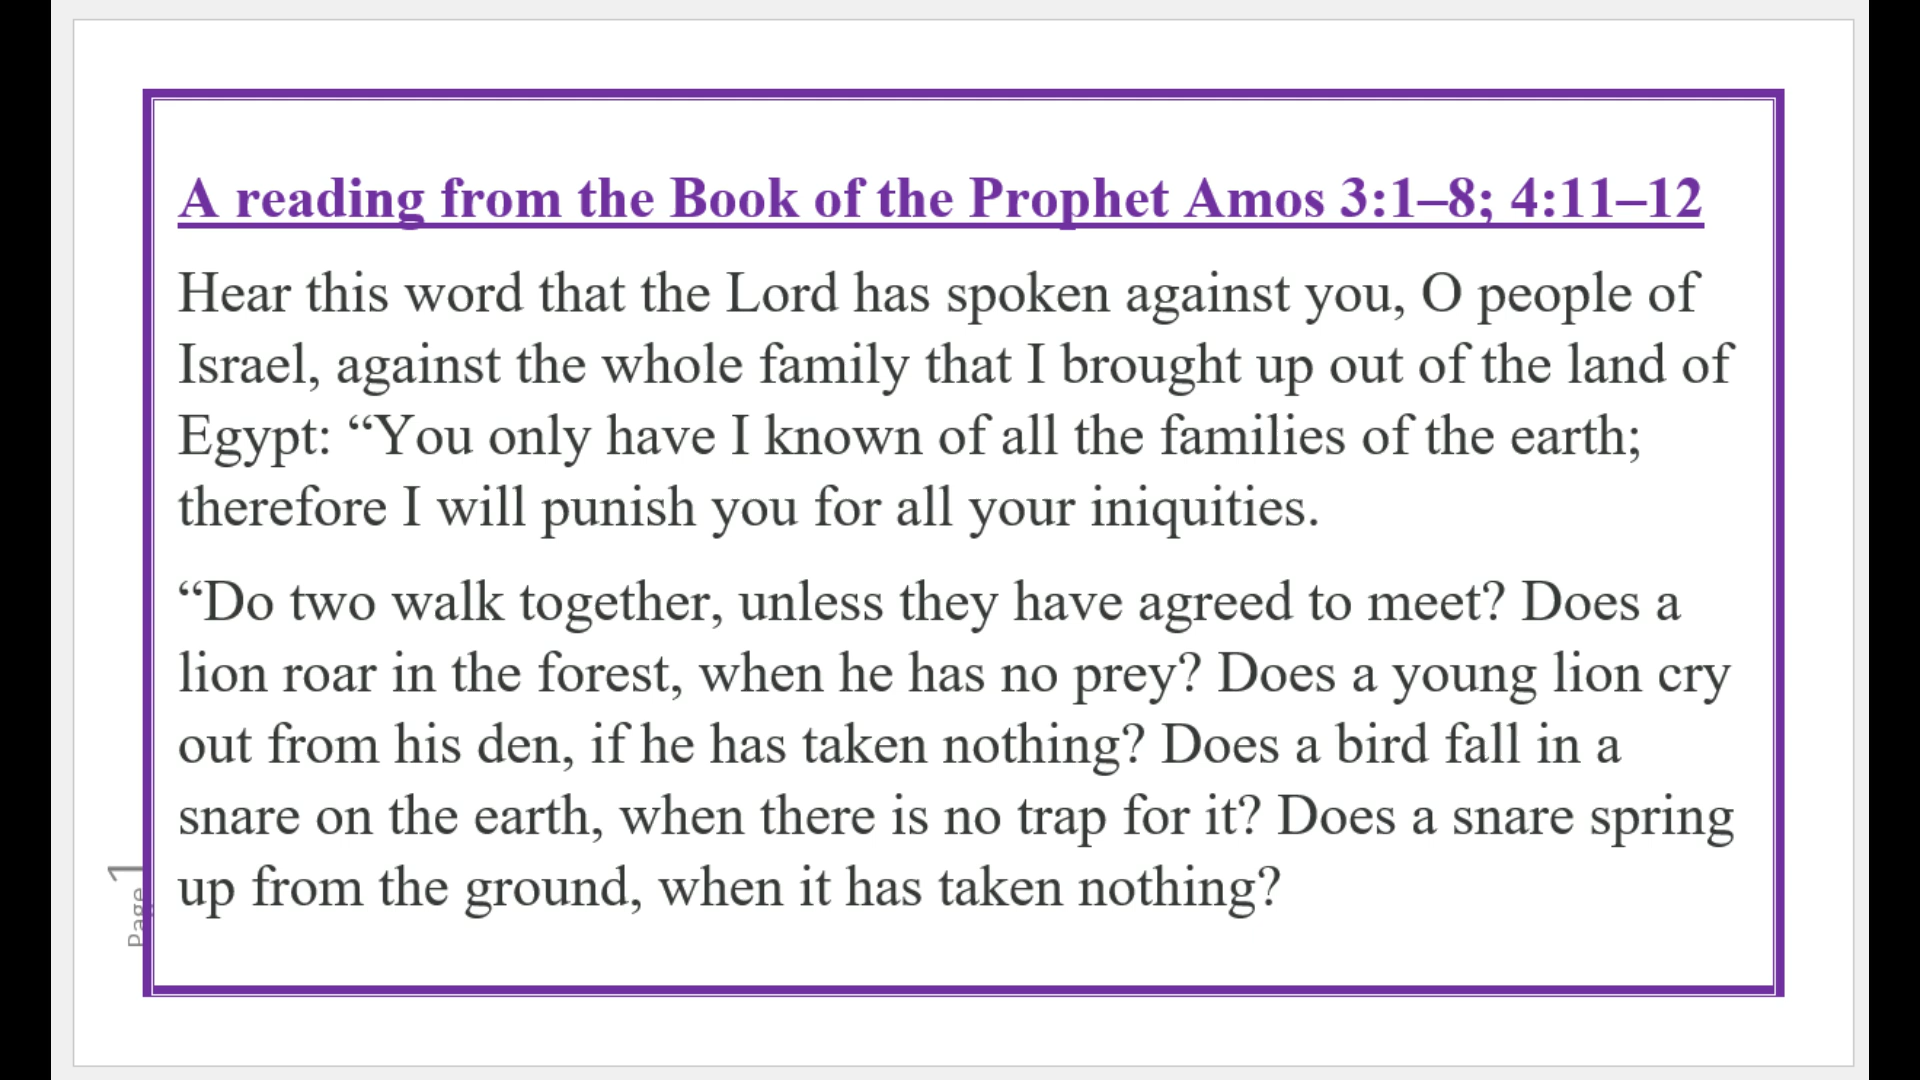 A reading from the Book of the Prophet Amos 3:1–8; 4:11–12
Hear this word that the Lord has spoken against you, O people of
Israel, against the whole family that I brought up out of the land of
Egypt: “You only have I known of all the families of the earth;
therefore I will punish you for all your iniquities.
“Do two walk together, unless they have agreed to meet? Does a
lion roar in the forest, when he has no prey? Does a young lion cry
out from his den, if he has taken nothing? Does a bird fall in a
snare on the earth, when there is no trap for it? Does a snare spring
up from the ground, when it has taken nothing?
Page 1